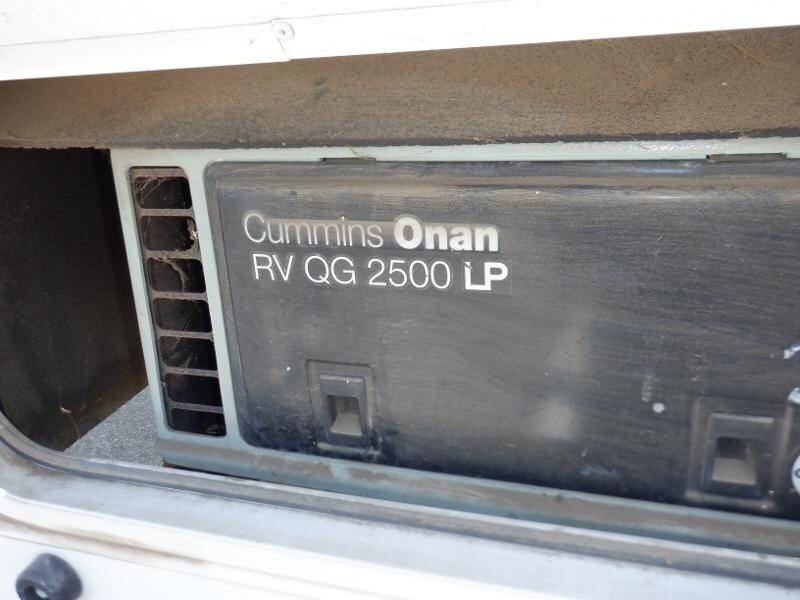 Cummins Onan
RV QG 2500 LP